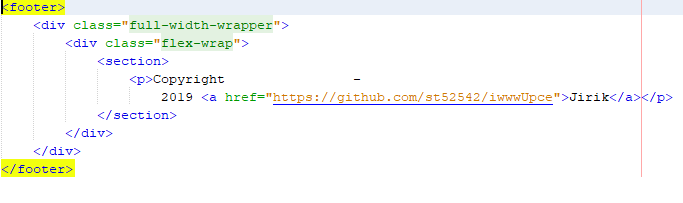 <footer>
<div class="full-width-wrapper">
<div class="flex-wrap">
<section>
<p>Copyright –
2019 <a href="https://github.com/st52542/iwwwUpce">Jirik</a></p>
</section>
</div>
</div>
</footer>